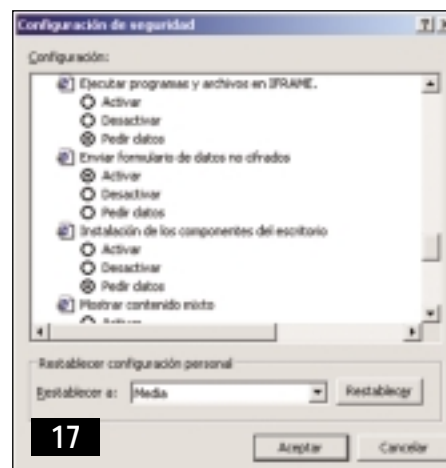 Configuración de seguridad
Configuración:
Ejecutar programas y archivos en IFRAME.
Activar
Desactivar
Pedir datos
Enviar formulario de datos no cifrados
Activar
Desactivar
Pedir datos
Instalación de los componentes del escritorio
Activar
Desactivar
Pedir datos
Mostrar contenido mixto
Activar
Restablecer configuración personal
Restablecer a: Media Restablecer
17
Aceptar Cancelar